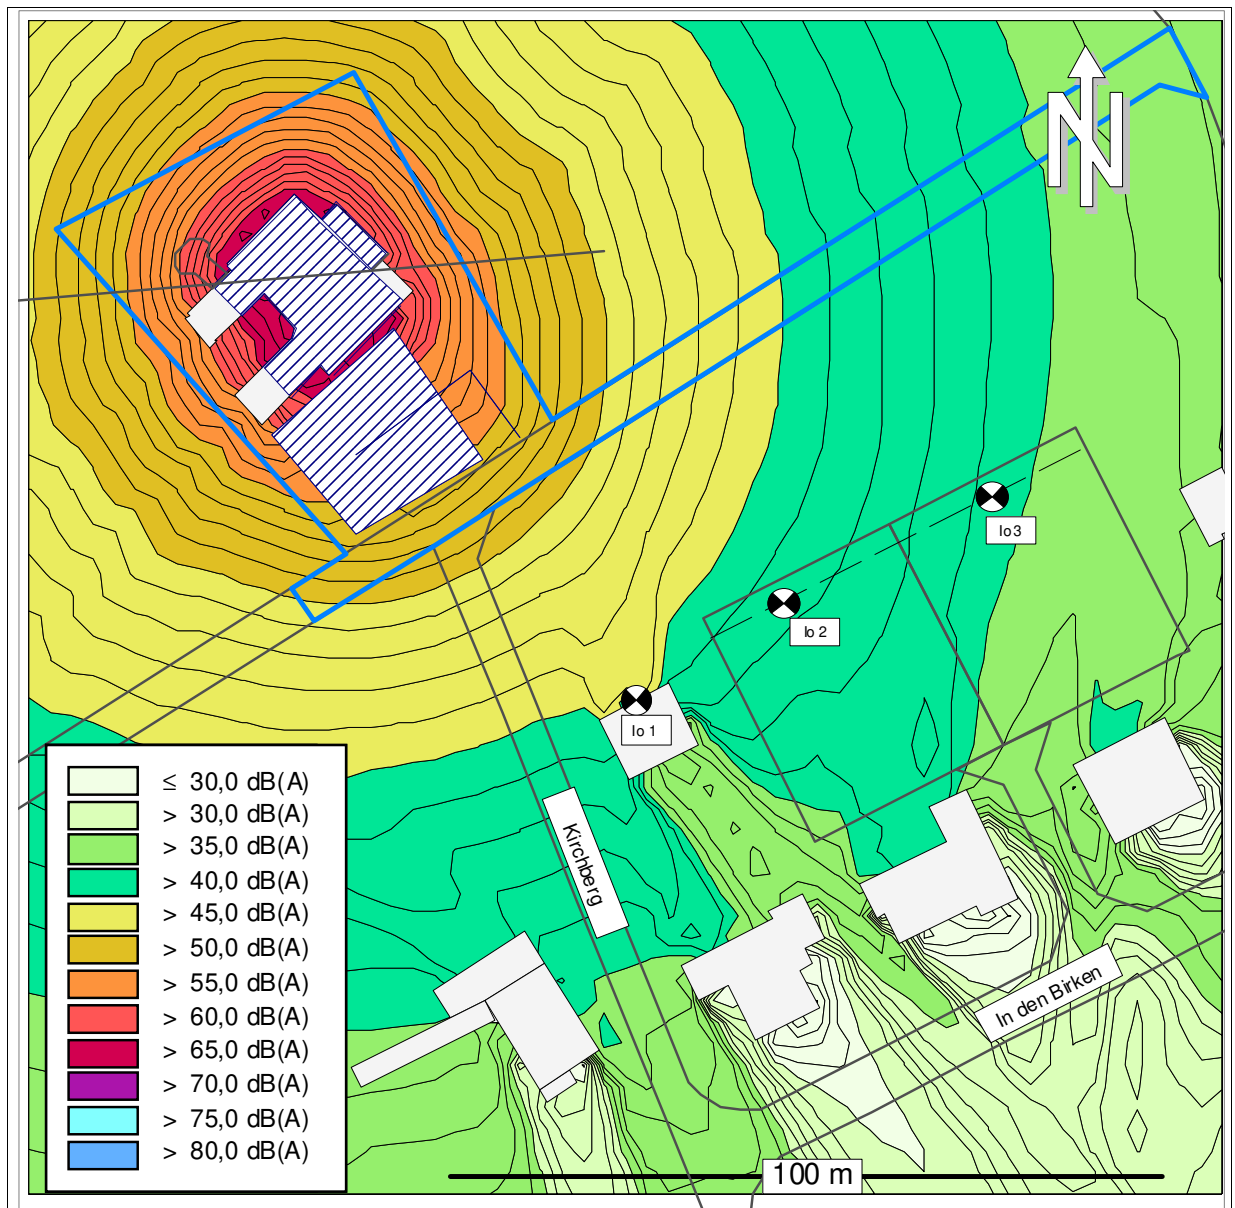 N
Io3
Io 2
Io 1
Kirchberg
In den Birken
≤ 30,0 dB(A)
> 30,0 dB(A)
> 35,0 dB(A)
> 40,0 dB(A)
> 45,0 dB(A)
> 50,0 dB(A)
> 55,0 dB(A)
> 60,0 dB(A)
> 65,0 dB(A)
> 70,0 dB(A)
> 75,0 dB(A)
> 80,0 dB(A)
100 m